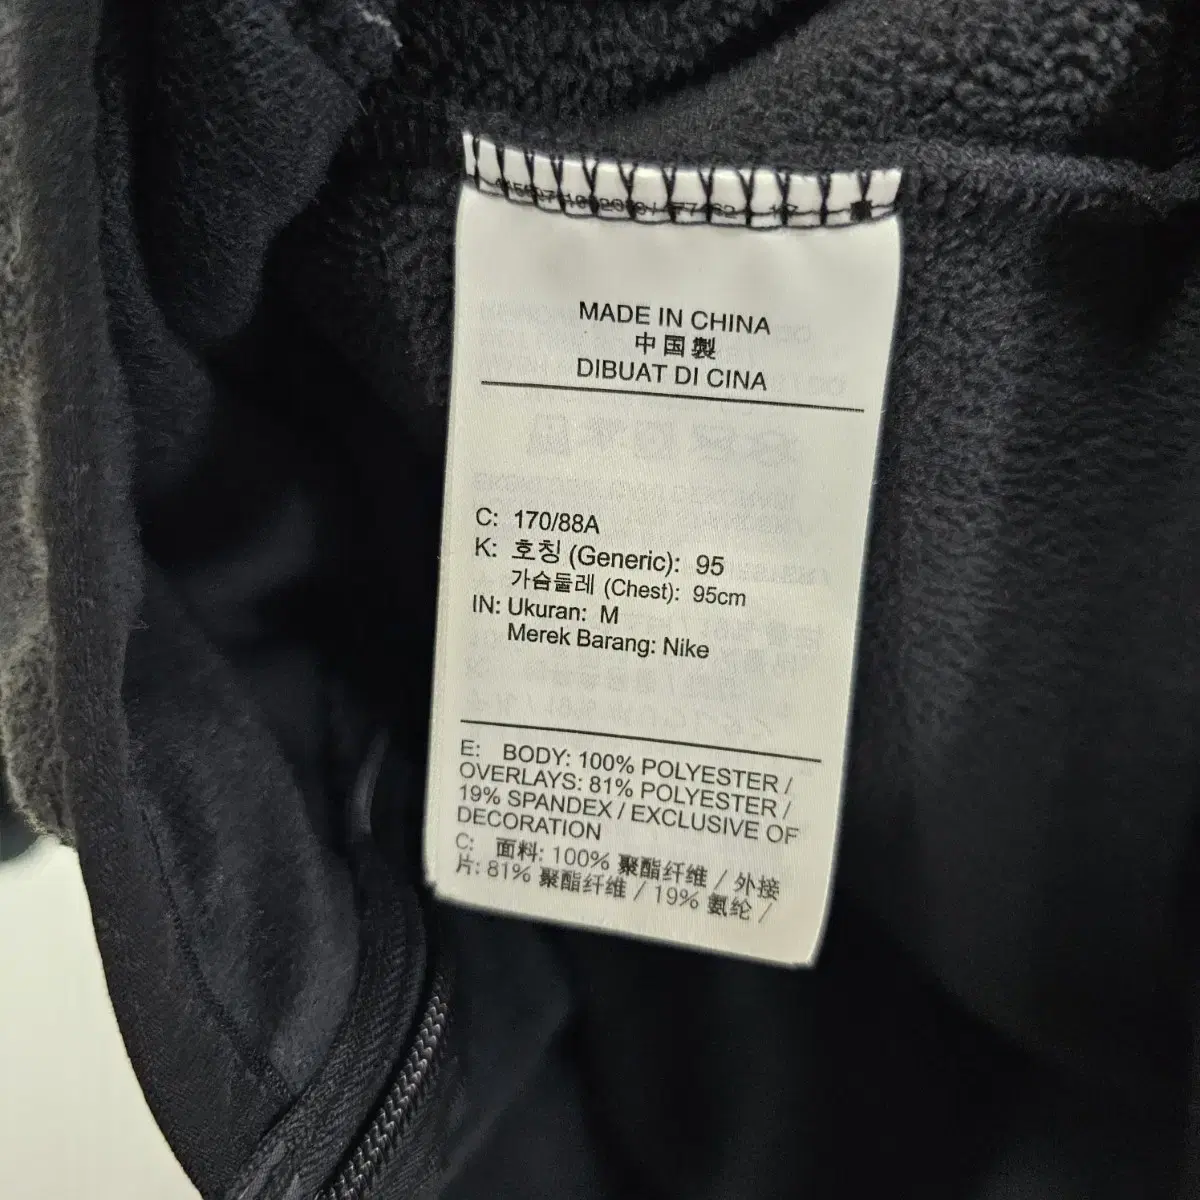 MADE IN CHINA
中国製
DIBUAT DI CINA
C: 170/88A
K: 호칭 (Generic): 95
가슴둘레 (Chest): 95cm
IN: Ukuran: M
Merek Barang: Nike
E: BODY: 100% POLYESTER /
OVERLAYS: 81% POLYESTER /
19% SPANDEX / EXCLUSIVE OF
DECORATION
C: 面料: 100% 聚酯纤维 / 外接
片: 81% 聚酯纤维 / 19% 氨纶 /